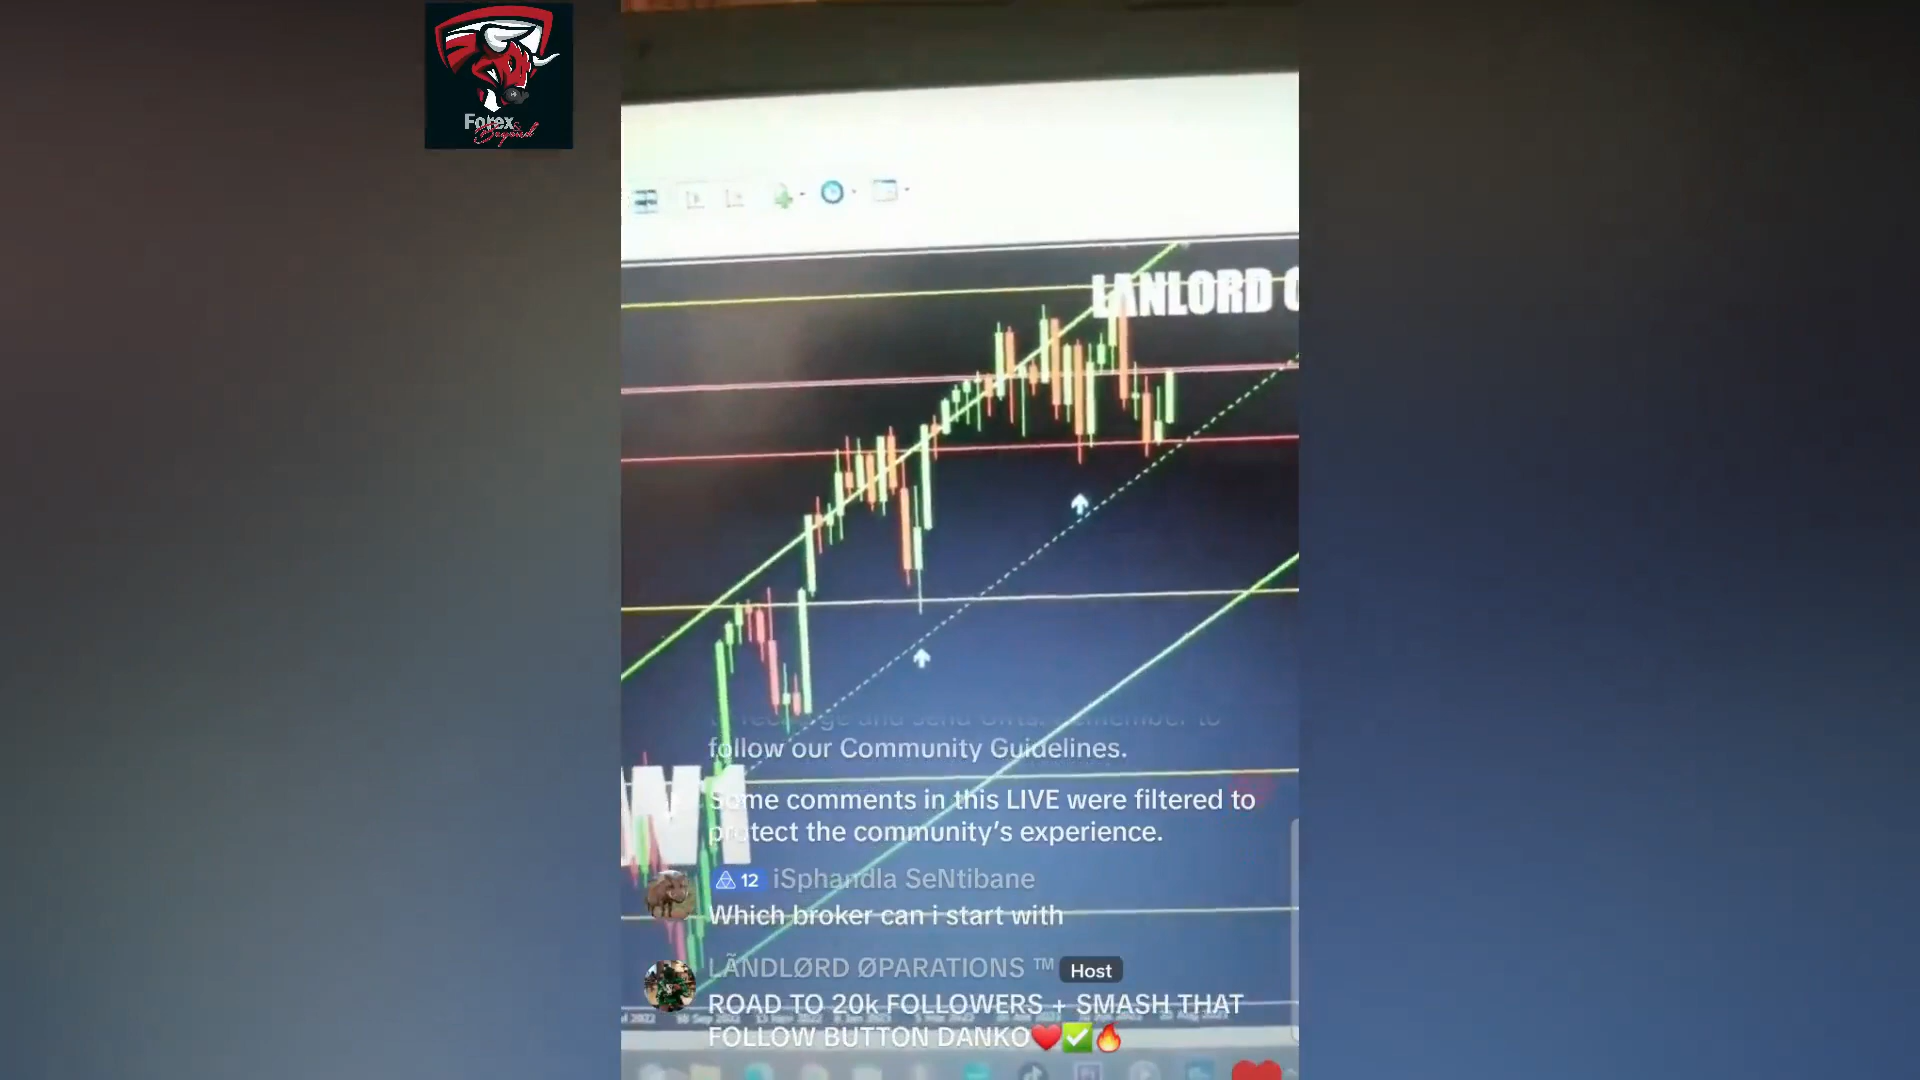 Forex
Beyond
LANLORD
follow our Community Guidelines.
Some comments in this LIVE were filtered to
protect the community's experience.
12 iSphandla SeNtibane
Which broker can i start with
LÃNDLØRD ØPARATIONS ™ Host
ROAD TO 20k FOLLOWERS + SMASH THAT
FOLLOW BUTTON DANKO❤️✅🔥